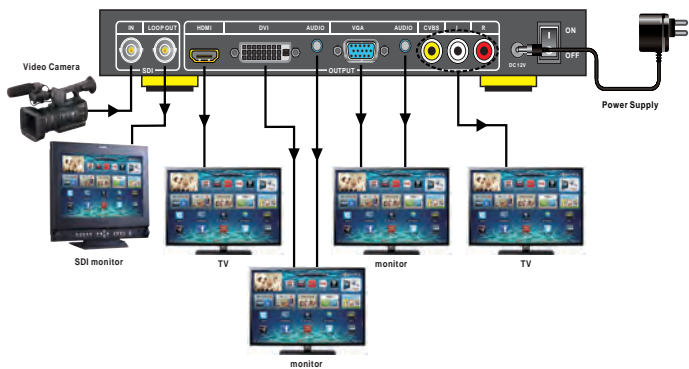 IN LOOP OUT HDMI DVI AUDIO VGA AUDIO CVBS L R
ON
OFF
SDI
OUTPUT
DC 12V
Video Camera
Power Supply
SDI monitor
TV
monitor
TV
monitor